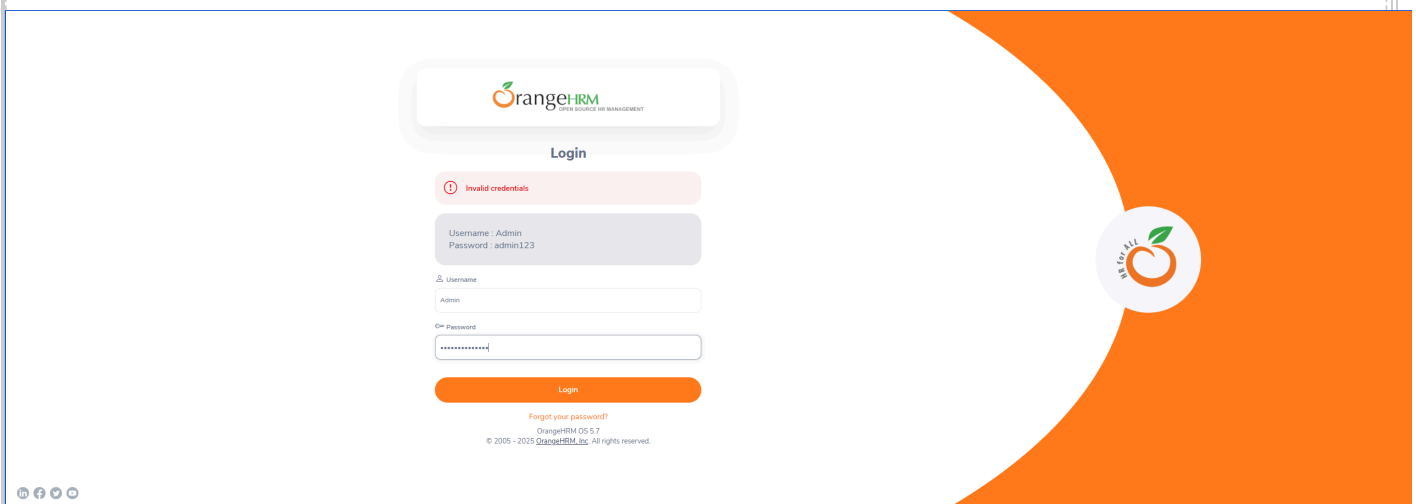 OrangeHRM
OPEN SOURCE HR MANAGEMENT
Login
Invalid credentials
Username : Admin
Password : admin123
Username
Admin
Password
••••••••••••••
Login
Forgot your password?
OrangeHRM OS 5.7
© 2005 - 2025 OrangeHRM, Inc. All rights reserved.
HR for ALL